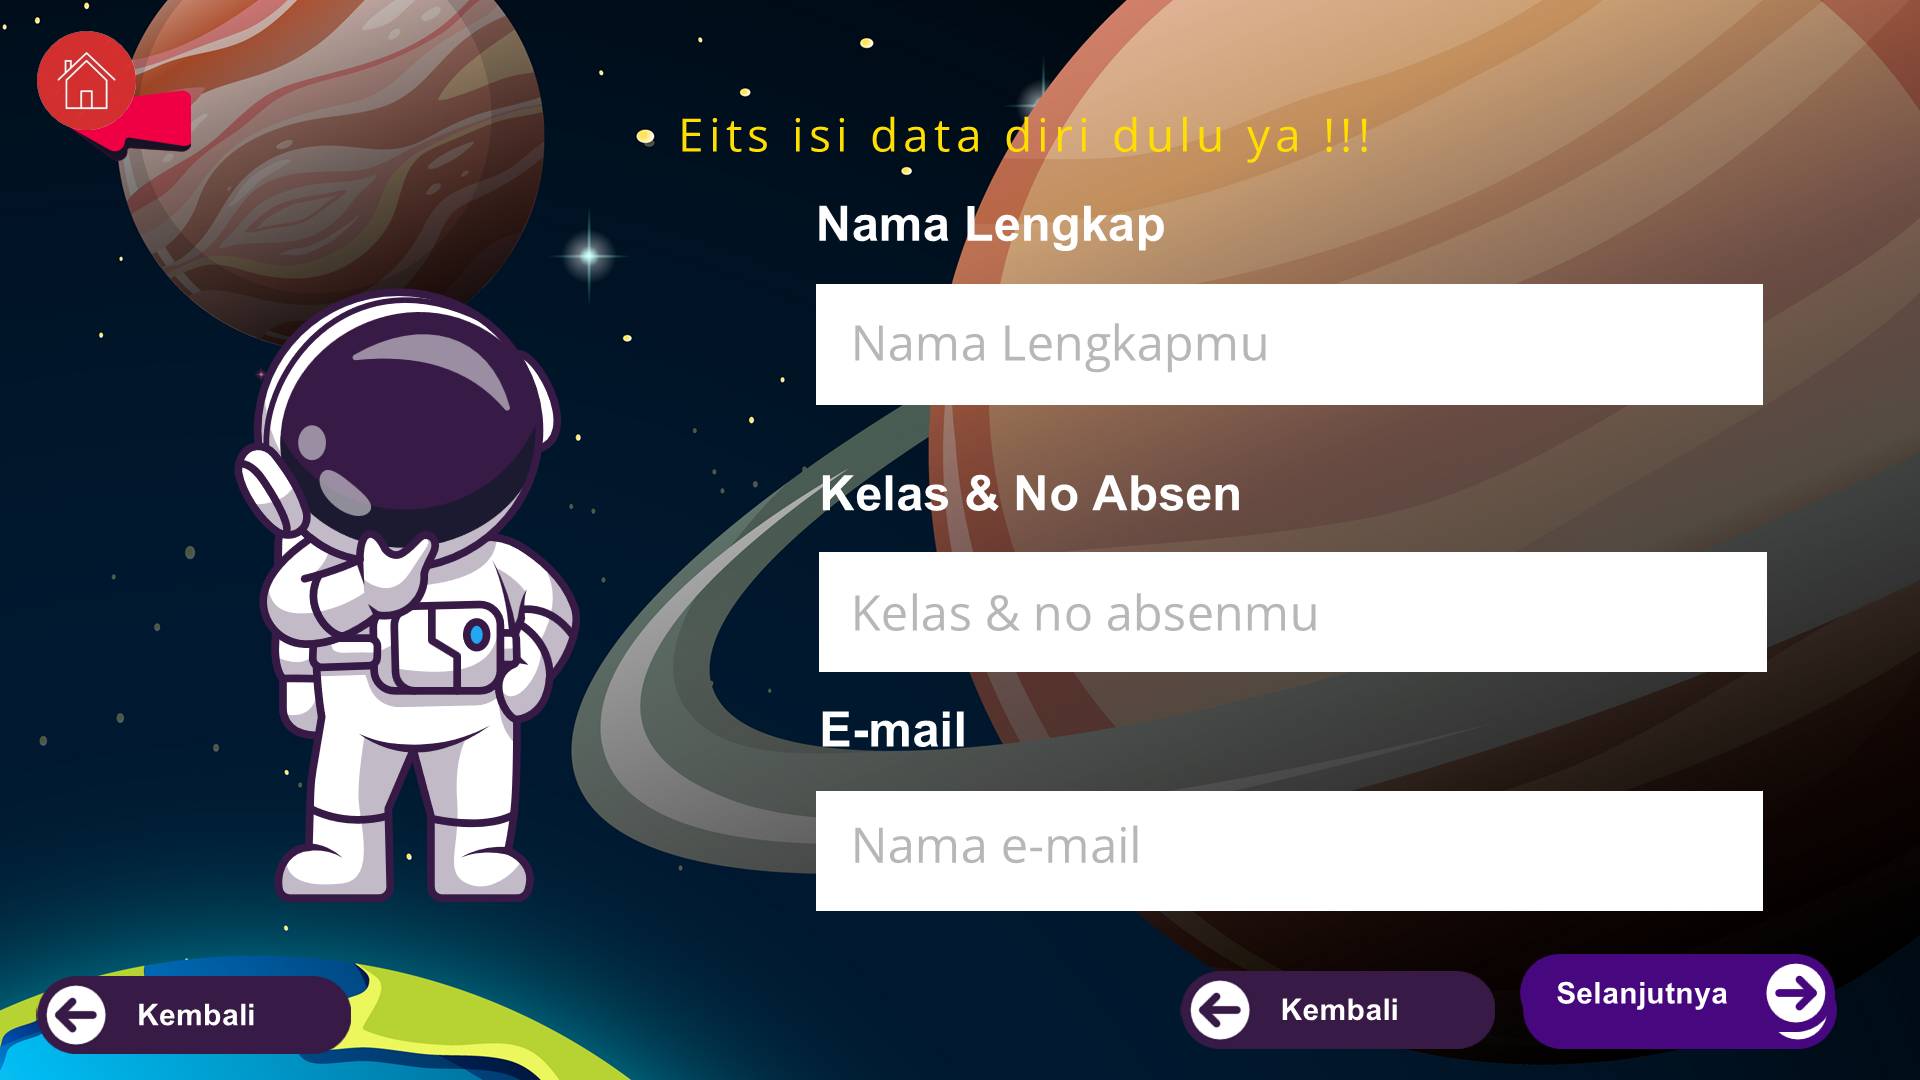 Eits isi data diri dulu ya !!!
Nama Lengkap
Nama Lengkapmu
Kelas & No Absen
Kelas & no absenmu
E-mail
Nama e-mail
Kembali
Kembali
Selanjutnya